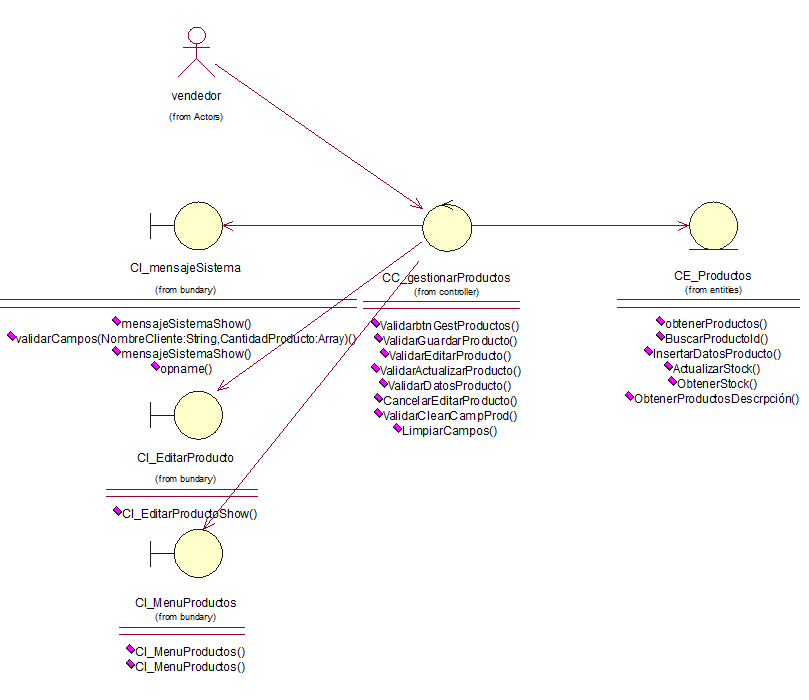 vendedor
(from Actors)
CI_mensajeSistema
(from bundary)
mensajeSistemaShow()
validarCampos(NombreCliente:String,CantidadProducto:Array)()
mensajeSistemaShow()
opname()
CC_gestionarProductos
(from controller)
ValidarbtnGestProductos()
ValidarGuardarProducto()
ValidarEditarProducto()
ValidarActualizarProducto()
ValidarDatosProducto()
CancelarEditarProducto()
ValidarCleanCampProd()
LimpiarCampos()
CE_Productos
(from entities)
obtenerProductos()
BuscarProductoId()
InsertarDatosProducto()
ActualizarStock()
ObtenerStock()
ObtenerProductosDescrpción()
CI_EditarProducto
(from bundary)
CI_EditarProductoShow()
CI_MenuProductos
(from bundary)
CI_MenuProductos()
CI_MenuProductos()